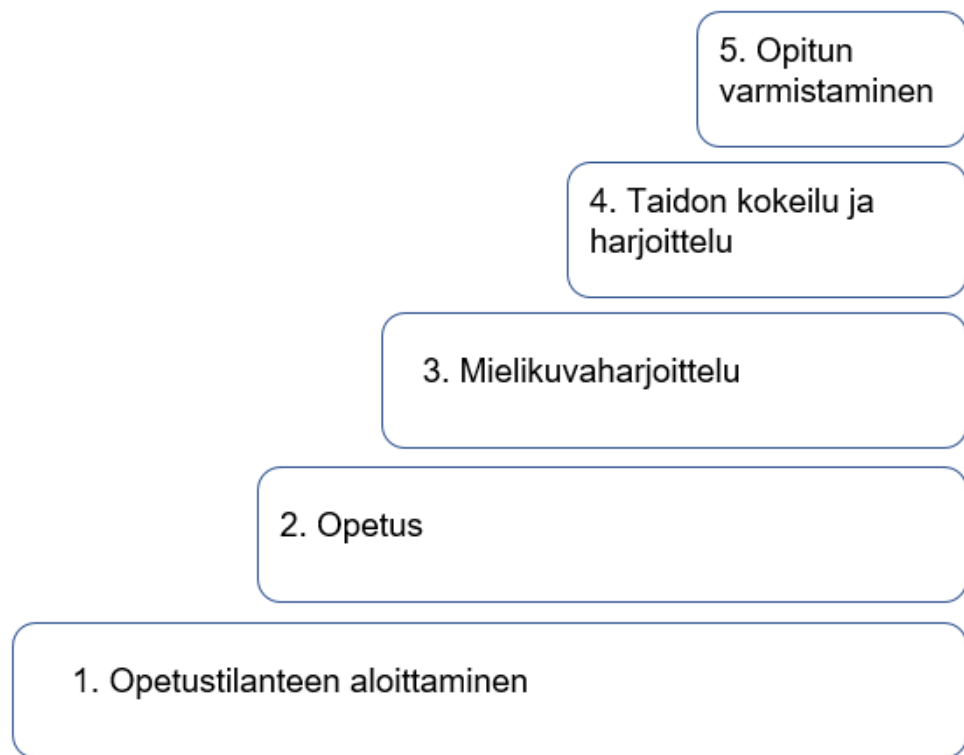 5. Opitun
varmistaminen
4. Taidon kokeilu ja
harjoittelu
3. Mielikuvaharjoittelu
2. Opetus
1. Opetustilanteen aloittaminen